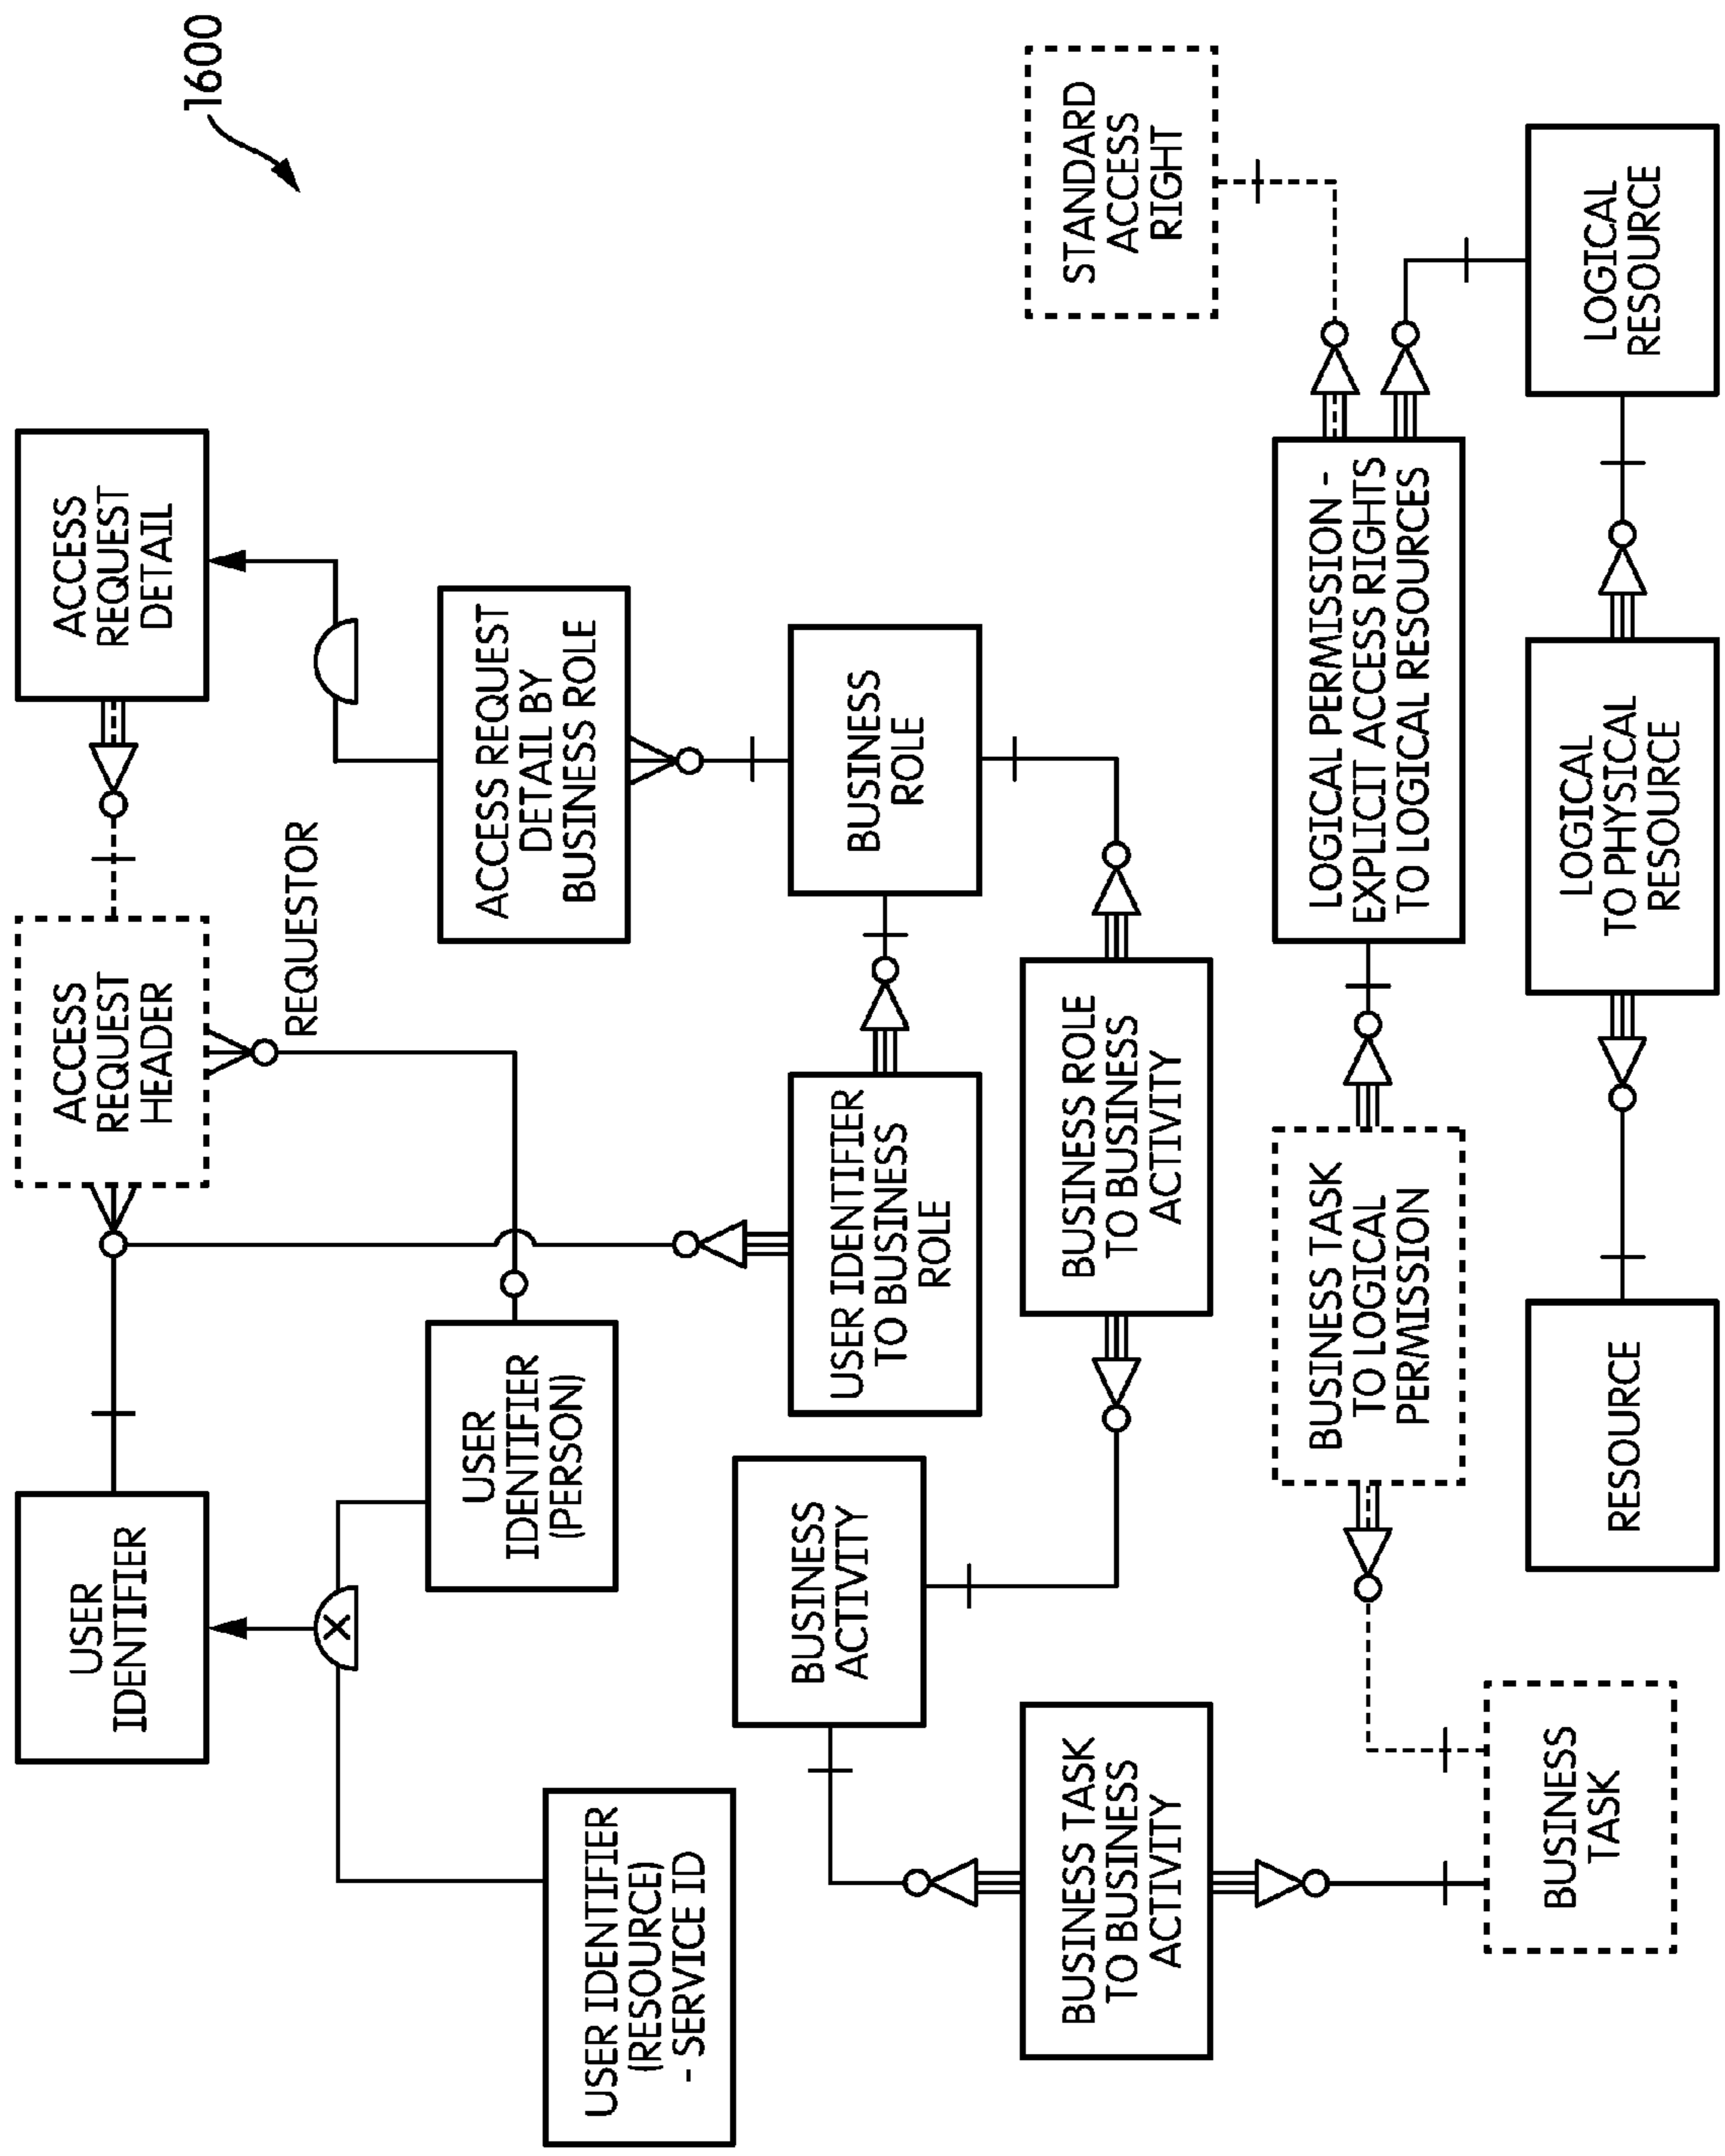 USER
IDENTIFIER
ACCESS
REQUEST
HEADER
ACCESS
REQUEST
DETAIL
1600
REQUESTOR
USER
IDENTIFIER
(PERSON)
ACCESS REQUEST
DETAIL BY
BUSINESS ROLE
USER IDENTIFIER
(RESOURCE)
- SERVICE ID
BUSINESS
ACTIVITY
USER IDENTIFIER
TO BUSINESS
ROLE
BUSINESS
ROLE
BUSINESS TASK
TO BUSINESS
ACTIVITY
BUSINESS ROLE
TO BUSINESS
ACTIVITY
STANDARD
ACCESS
RIGHT
BUSINESS TASK
TO LOGICAL
PERMISSION
LOGICAL PERMISSION -
EXPLICIT ACCESS RIGHTS
TO LOGICAL RESOURCES
BUSINESS
TASK
RESOURCE
LOGICAL
TO PHYSICAL
RESOURCE
LOGICAL
RESOURCE
X